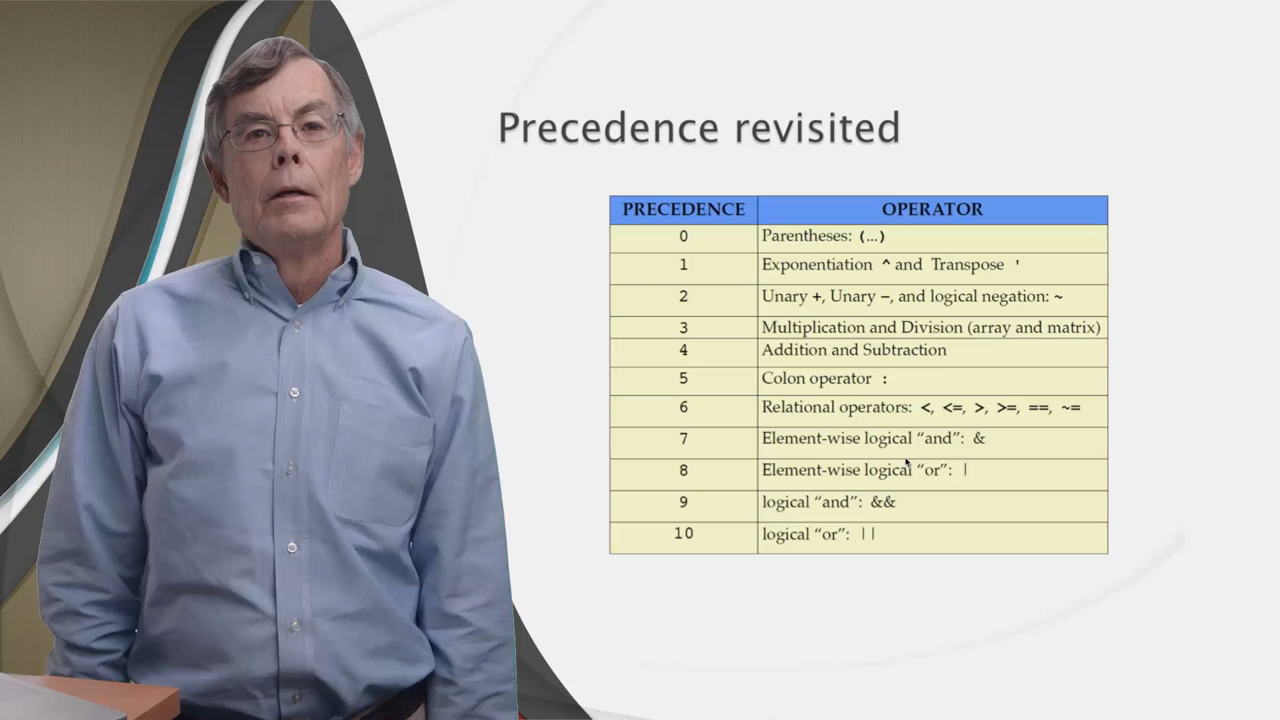 Precedence revisited
PRECEDENCE OPERATOR
0 Parentheses: (...)
1 Exponentiation ^ and Transpose '
2 Unary +, Unary –, and logical negation: ~
3 Multiplication and Division (array and matrix)
4 Addition and Subtraction
5 Colon operator :
6 Relational operators: <, <=, >, >=, ==, ~=
7 Element-wise logical “and”: &
8 Element-wise logical “or”: |
9 logical “and”: &&
10 logical “or”: ||